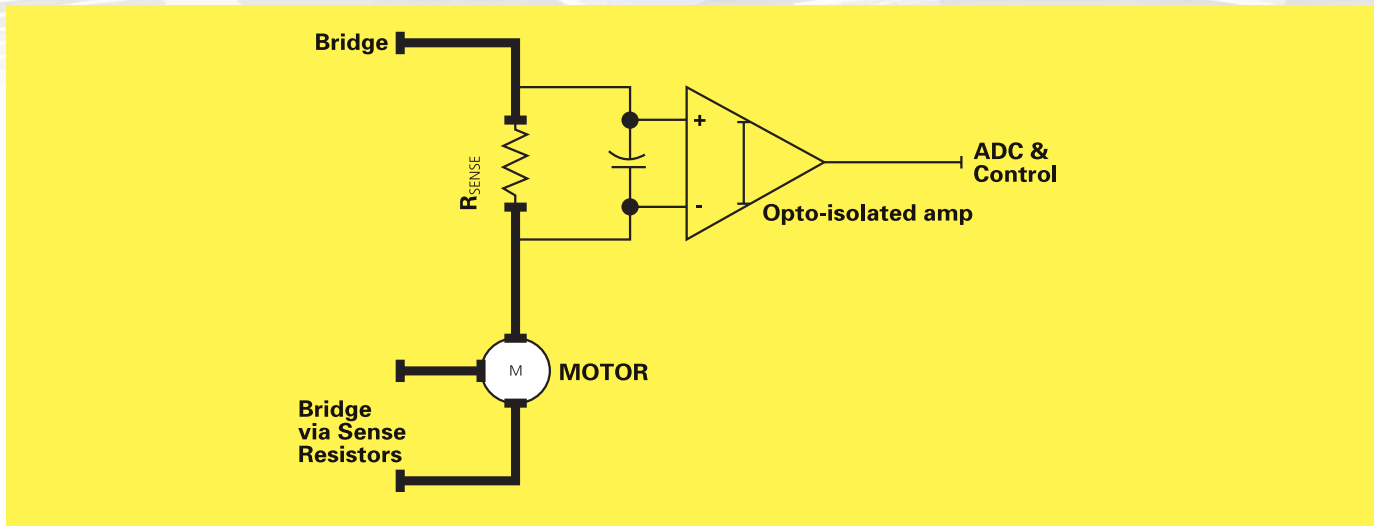 Bridge
RSENSE
+
-
ADC &
Control
Opto-isolated amp
M
MOTOR
Bridge
via Sense
Resistors